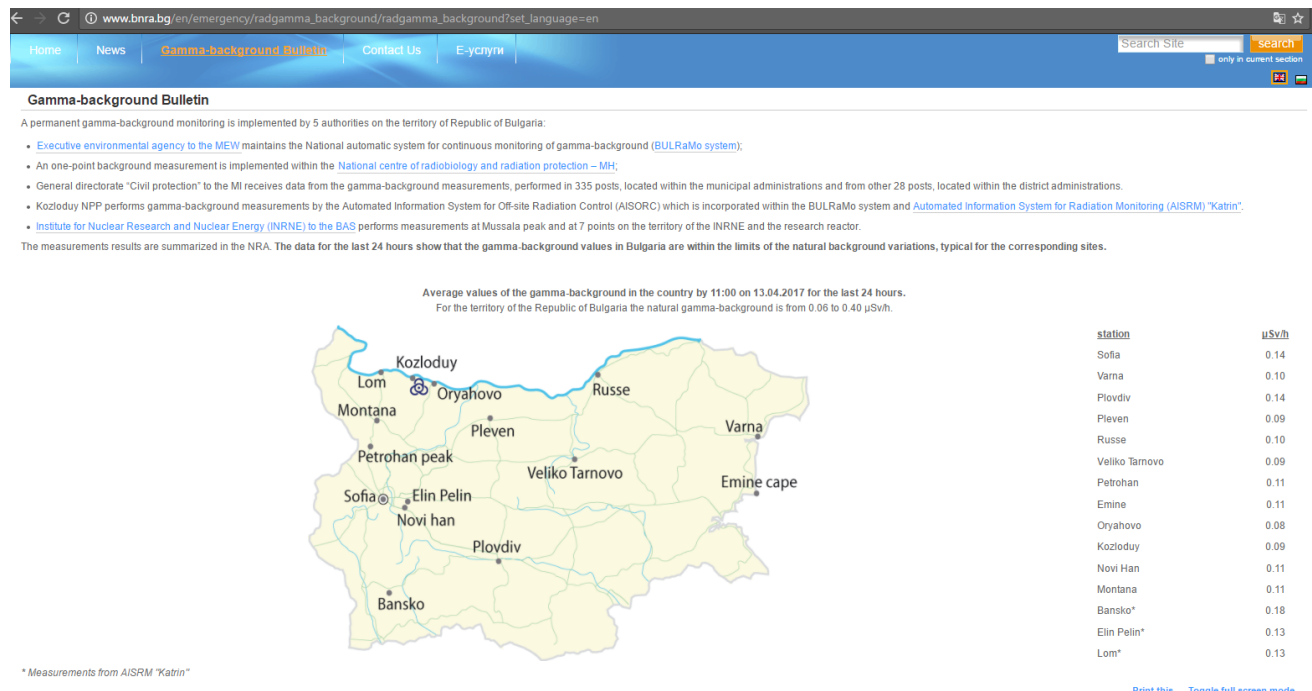 www.bnra.bg/en/emergency/radgamma_background/radgamma_background?set_language=en
Home News Gamma-background Bulletin Contact Us Е-услуги
Search Site search
only in current section
Gamma-background Bulletin
A permanent gamma-background monitoring is implemented by 5 authorities on the territory of Republic of Bulgaria:
• Executive environmental agency to the MEW maintains the National automatic system for continuous monitoring of gamma-background (BULRaMo system);
• An one-point background measurement is implemented within the National centre of radiobiology and radiation protection – MH;
• General directorate "Civil protection" to the MI receives data from the gamma-background measurements, performed in 335 posts, located within the municipal administrations and from other 28 posts, located within the district administrations.
• Kozloduy NPP performs gamma-background measurements by the Automated Information System for Off-site Radiation Control (AISORC) which is incorporated within the BULRaMo system and Automated Information System for Radiation Monitoring (AISRM) "Katrin".
• Institute for Nuclear Research and Nuclear Energy (INRNE) to the BAS performs measurements at Mussala peak and at 7 points on the territory of the INRNE and the research reactor.
The measurements results are summarized in the NRA. The data for the last 24 hours show that the gamma-background values in Bulgaria are within the limits of the natural background variations, typical for the corresponding sites.
Average values of the gamma-background in the country by 11:00 on 13.04.2017 for the last 24 hours.
For the territory of the Republic of Bulgaria the natural gamma-background is from 0.06 to 0.40 µSv/h.
Kozloduy
Lom
Oryahovo
Russe
Montana
Pleven
Varna
Petrohan peak
Veliko Tarnovo
Emine cape
Sofia
Elin Pelin
Novi han
Plovdiv
Bansko
station µSv/h
Sofia 0.14
Varna 0.10
Plovdiv 0.14
Pleven 0.09
Russe 0.10
Veliko Tarnovo 0.09
Petrohan 0.11
Emine 0.11
Oryahovo 0.08
Kozloduy 0.09
Novi Han 0.11
Montana 0.11
Bansko* 0.18
Elin Pelin* 0.13
Lom* 0.13
* Measurements from AISRM "Katrin"
Print this Toggle full screen mode